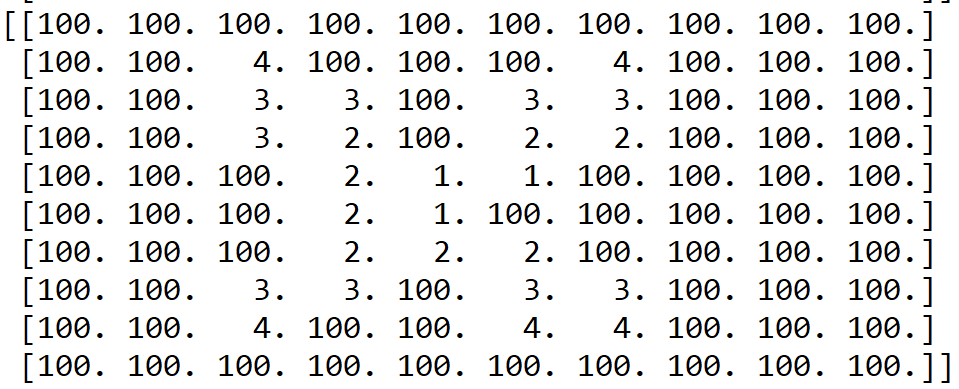 [[100. 100. 100. 100. 100. 100. 100. 100. 100. 100.]
 [100. 100.   4. 100. 100. 100.   4. 100. 100. 100.]
 [100. 100.   3.   3. 100.   3.   3. 100. 100. 100.]
 [100. 100.   3.   2. 100.   2.   2. 100. 100. 100.]
 [100. 100. 100.   2.   1.   1. 100. 100. 100. 100.]
 [100. 100. 100.   2.   1. 100. 100. 100. 100. 100.]
 [100. 100. 100.   2.   2.   2. 100. 100. 100. 100.]
 [100. 100.   3.   3. 100.   3.   3. 100. 100. 100.]
 [100. 100.   4. 100. 100.   4.   4. 100. 100. 100.]
 [100. 100. 100. 100. 100. 100. 100. 100. 100. 100.]]